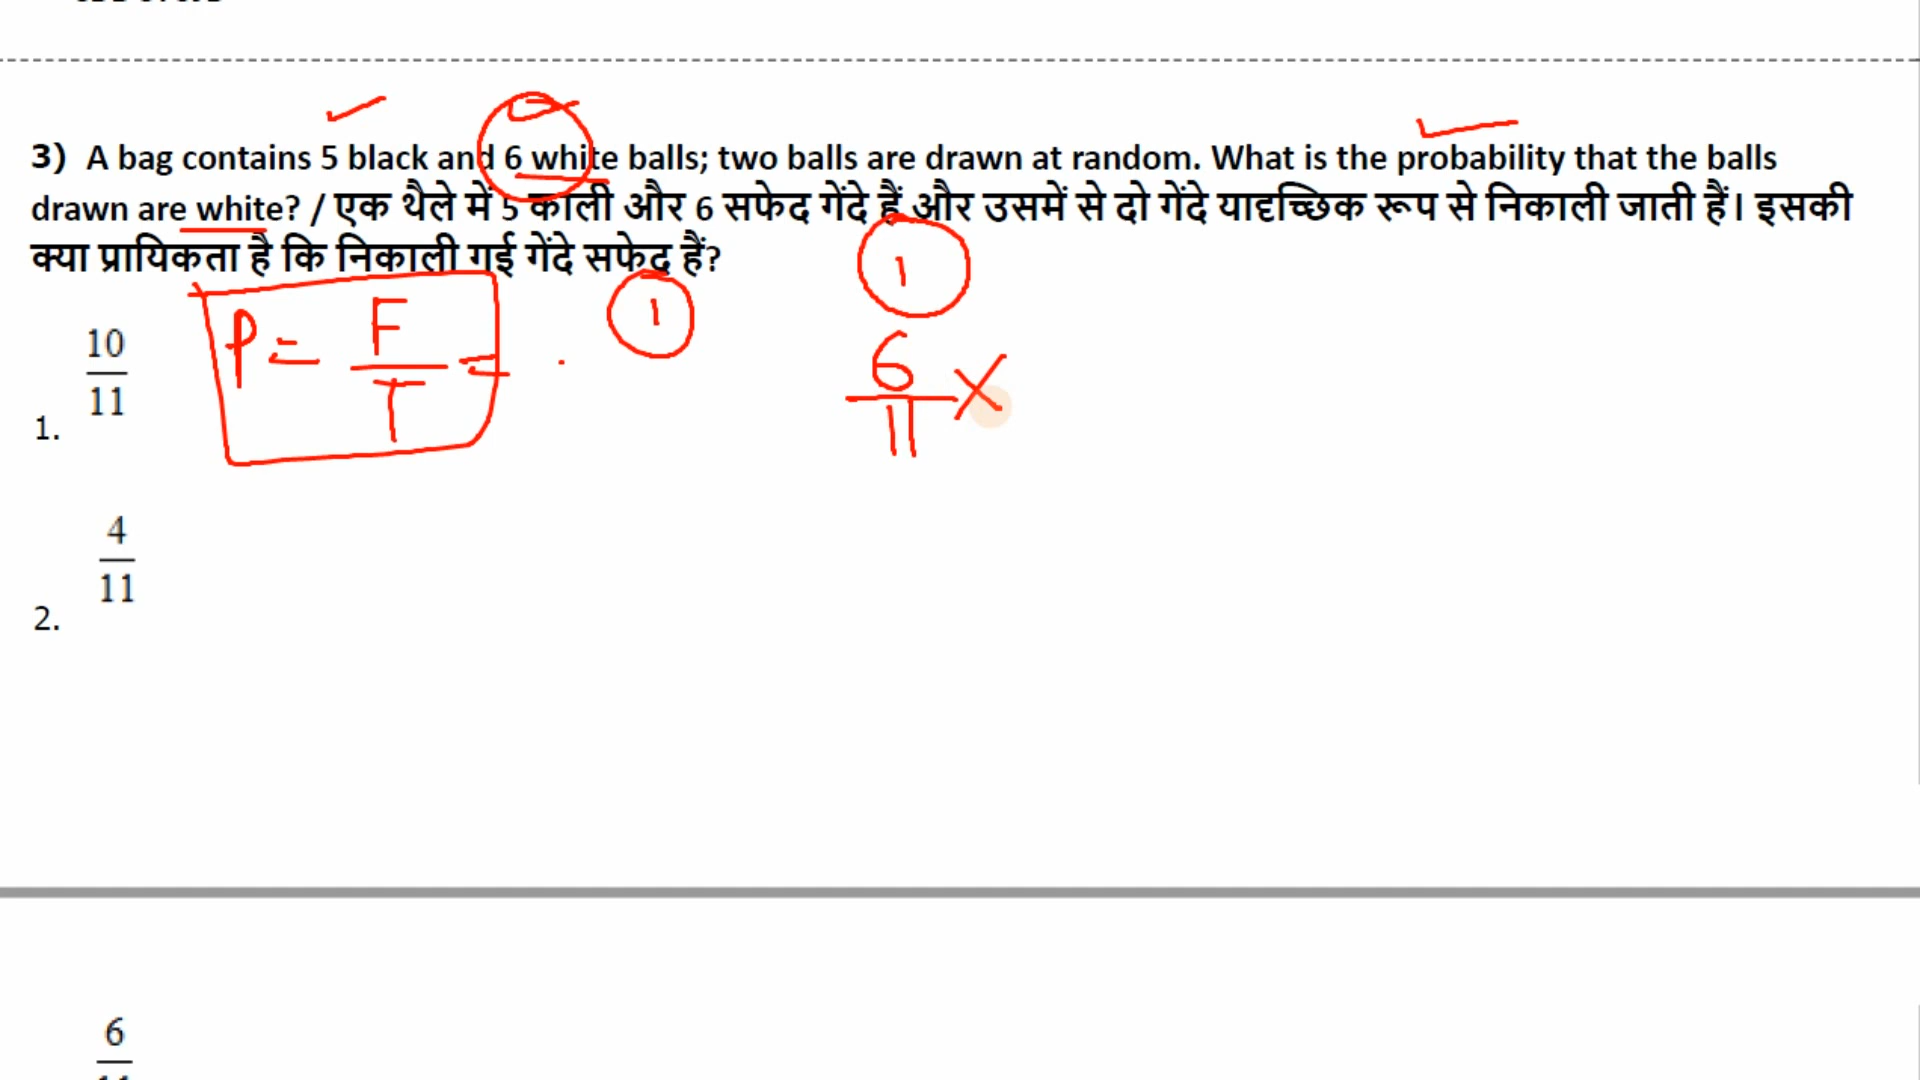 3) A bag contains 5 black and 6 white balls; two balls are drawn at random. What is the probability that the balls
drawn are white? / एक थैले में 5 काली और 6 सफेद गेंदे हैं और उसमें से दो गेंदे यादृच्छिक रूप से निकाली जाती हैं। इसकी
क्या प्रायिकता है कि निकाली गई गेंदे सफेद हैं?
1
1
P = F/T =
6/11 ×
10/11
1.
4/11
2.
6